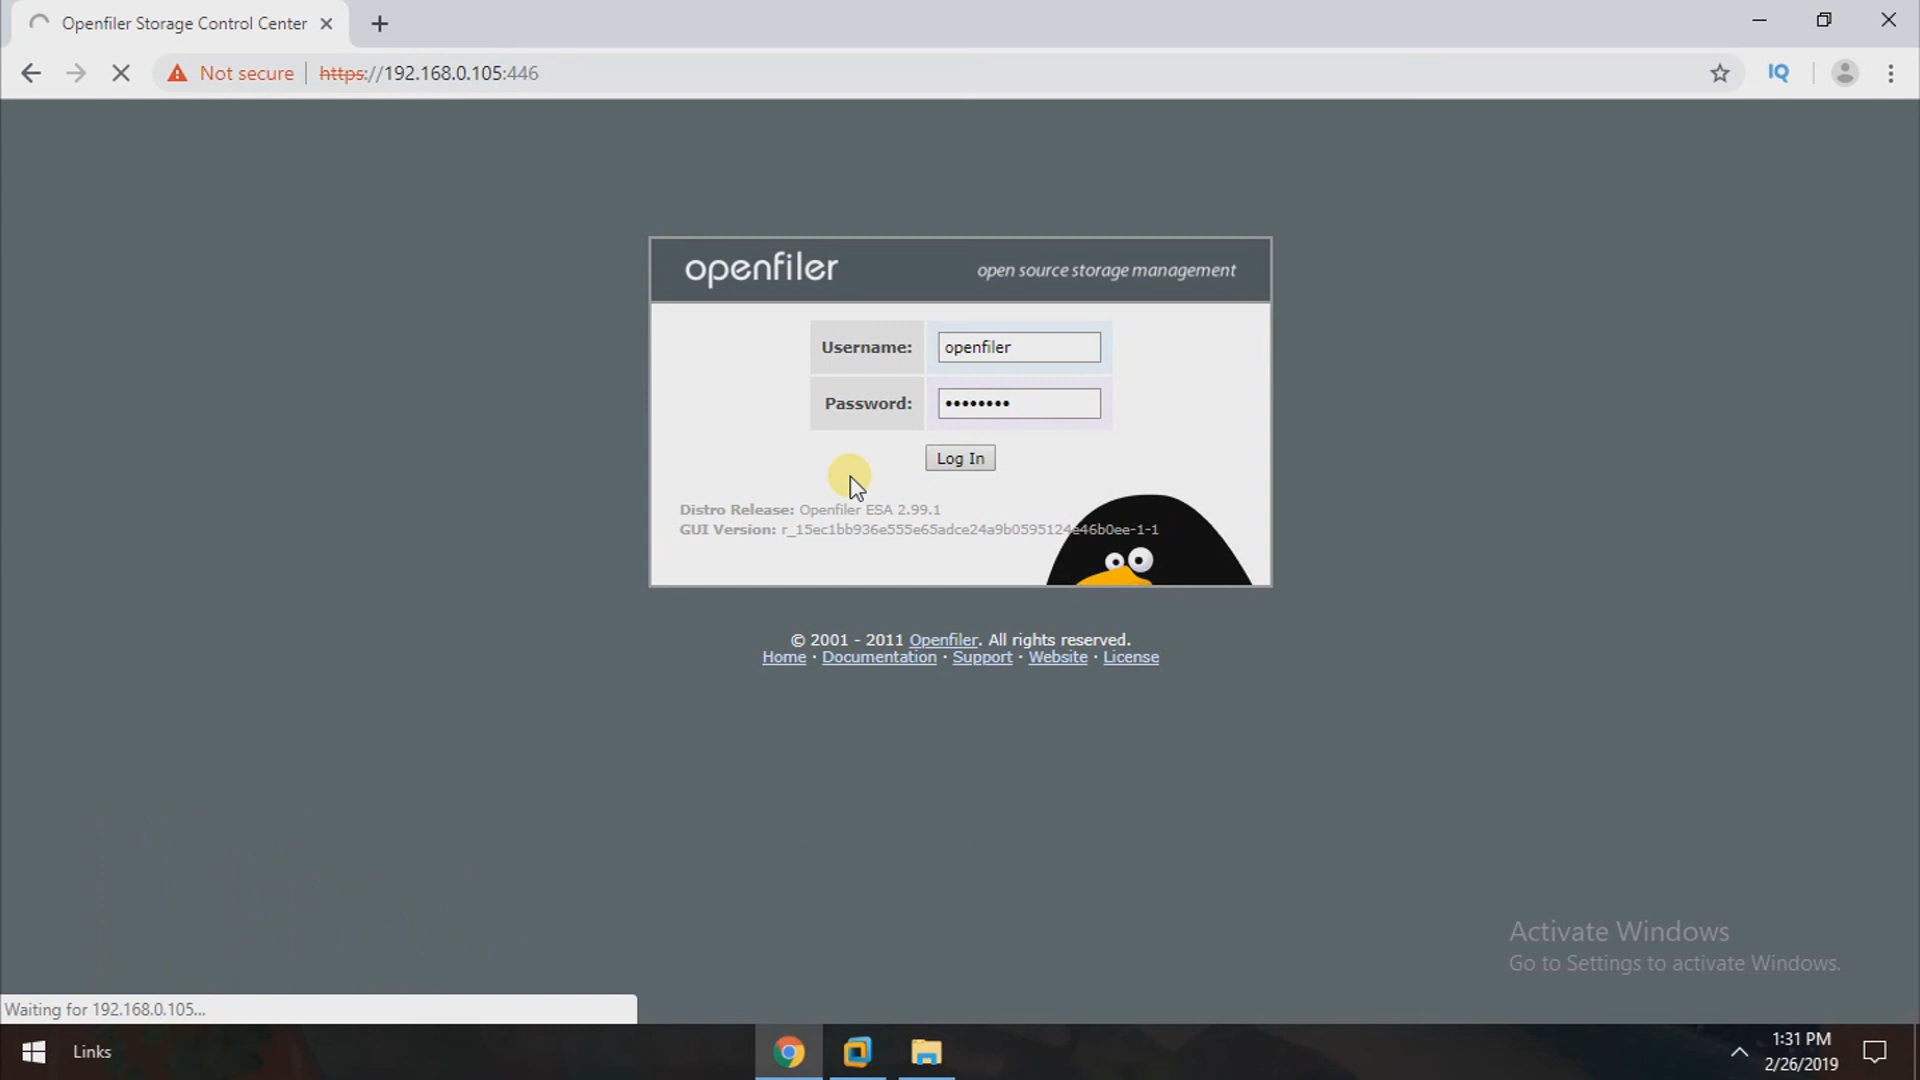 Openfiler Storage Control Center
Not secure https://192.168.0.105:446
IQ
openfiler open source storage management
Username: openfiler
Password: ••••••••
Log In
Distro Release: Openfiler ESA 2.99.1
GUI Version: r_15ec1bb936e555e65adce24a9b0595124e46b0ee-1-1
© 2001 - 2011 Openfiler. All rights reserved.
Home · Documentation · Support · Website · License
Activate Windows
Go to Settings to activate Windows.
Waiting for 192.168.0.105...
Links
1:31 PM
2/26/2019